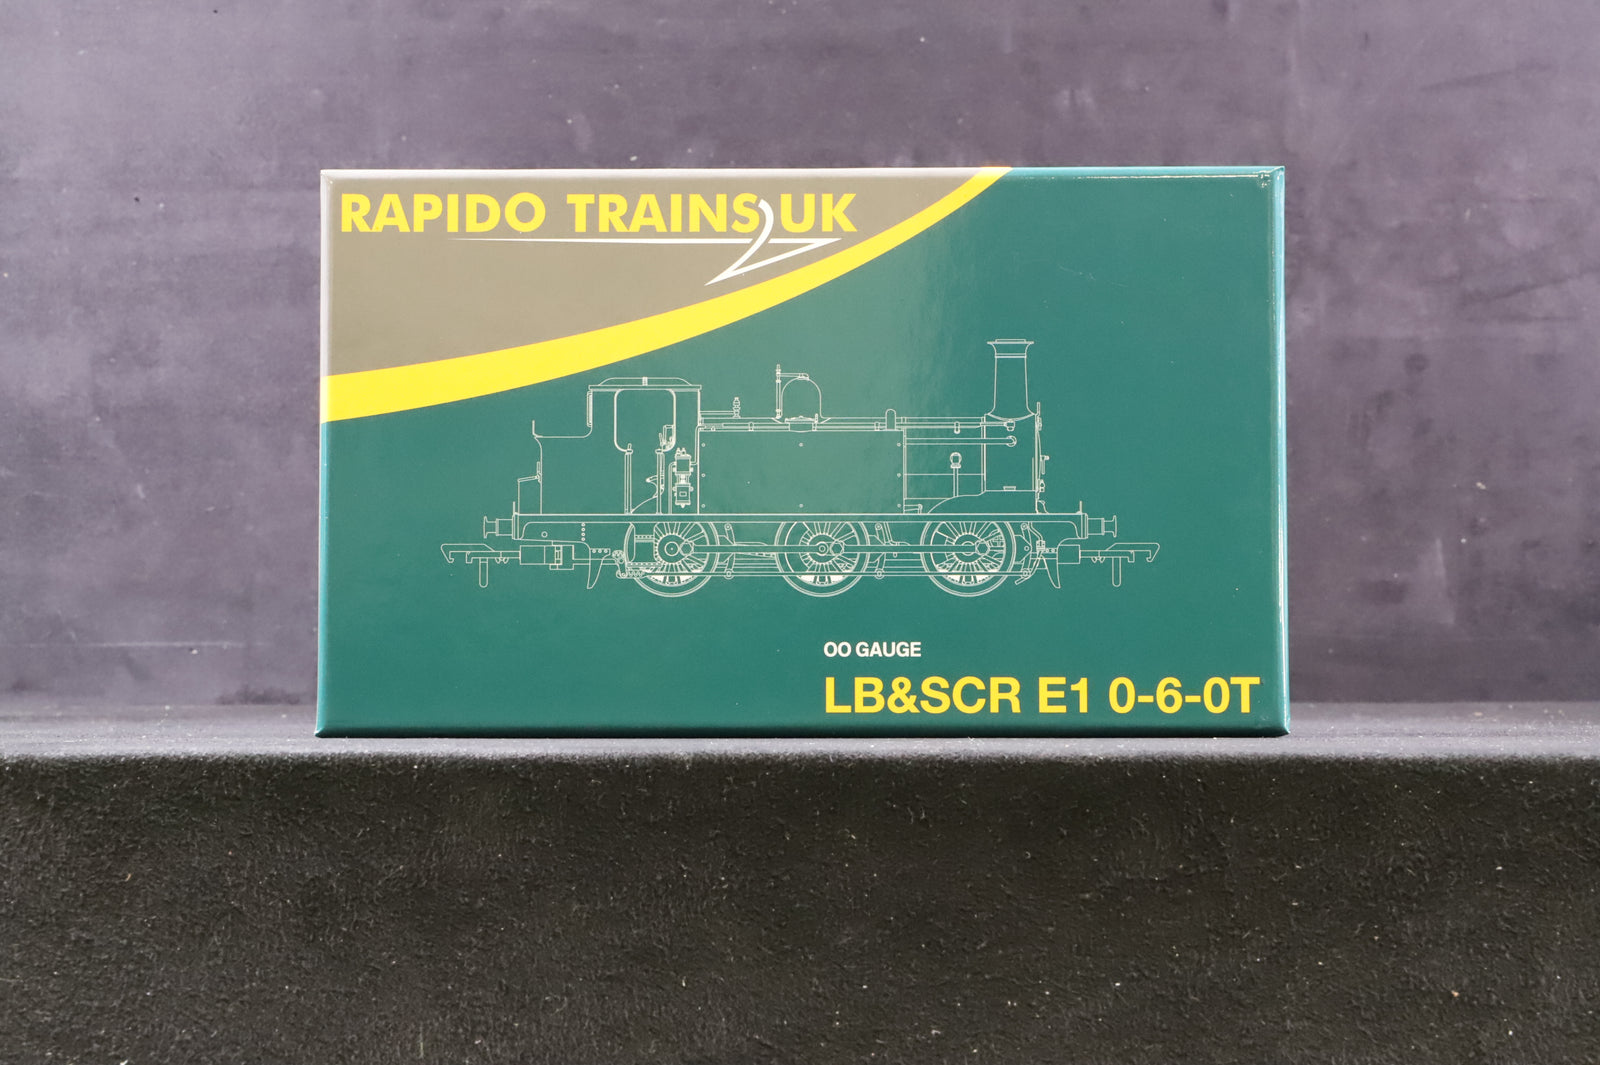 RAPIDO TRAINS UK
OO GAUGE
LB&SCR E1 0-6-0T